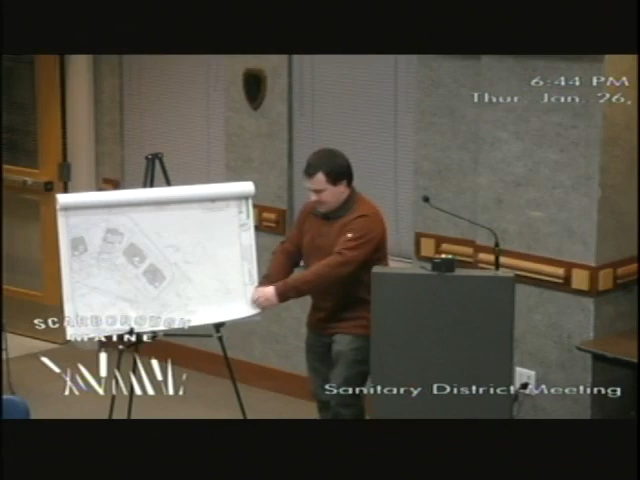 6:44 PM
Thur. Jan. 26,
SCARBOROUGH
MAINE
Sanitary District Meeting